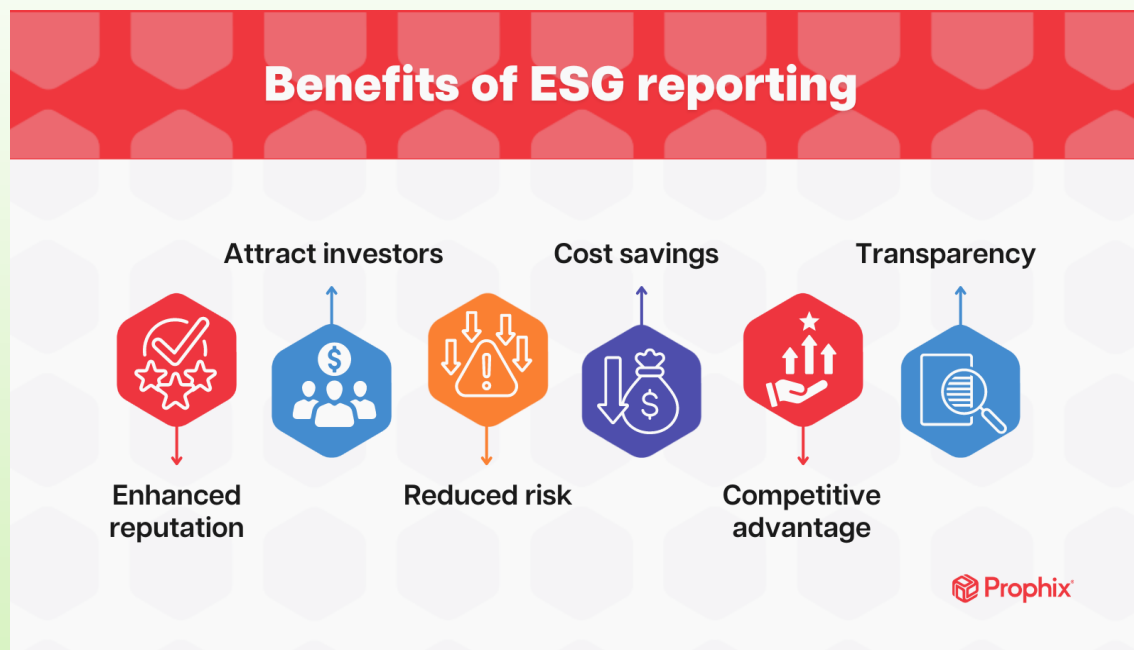 Benefits of ESG reporting
Attract investors
Cost savings
Transparency
$
$
Enhanced
reputation
Reduced risk
Competitive
advantage
Prophix